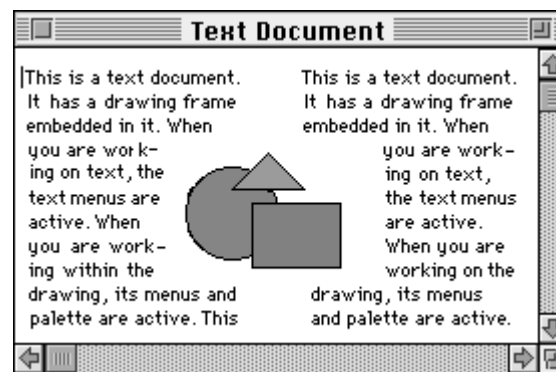 Text Document
This is a text document.
It has a drawing frame
embedded in it. When
you are work-
ing on text, the
text menus are
active. When
you are work-
ing within the
drawing, its menus and
palette are active. This
This is a text document.
It has a drawing frame
embedded in it. When
you are work-
ing on text,
the text menus
are active.
When you are
working on the
drawing, its menus
and palette are active.